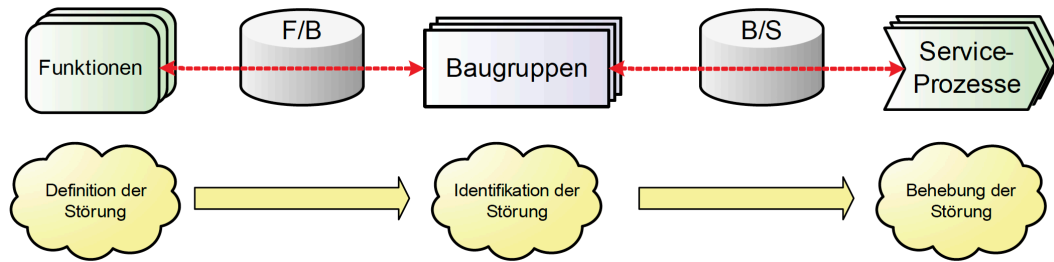 Funktionen
F/B
Baugruppen
B/S
Service-
Prozesse
Definition der
Störung
Identifikation der
Störung
Behebung der
Störung